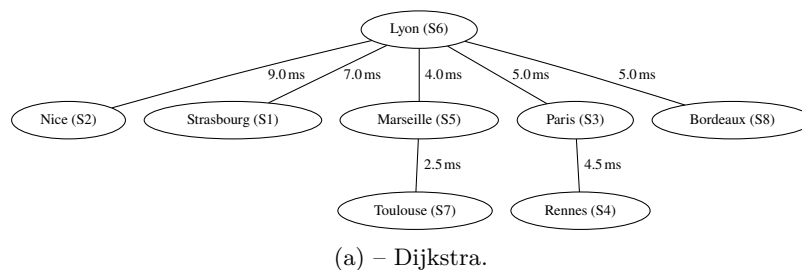 Lyon (S6)
9.0 ms 7.0 ms 4.0 ms 5.0 ms 5.0 ms
Nice (S2) Strasbourg (S1) Marseille (S5) Paris (S3) Bordeaux (S8)
2.5 ms 4.5 ms
Toulouse (S7) Rennes (S4)
(a) – Dijkstra.